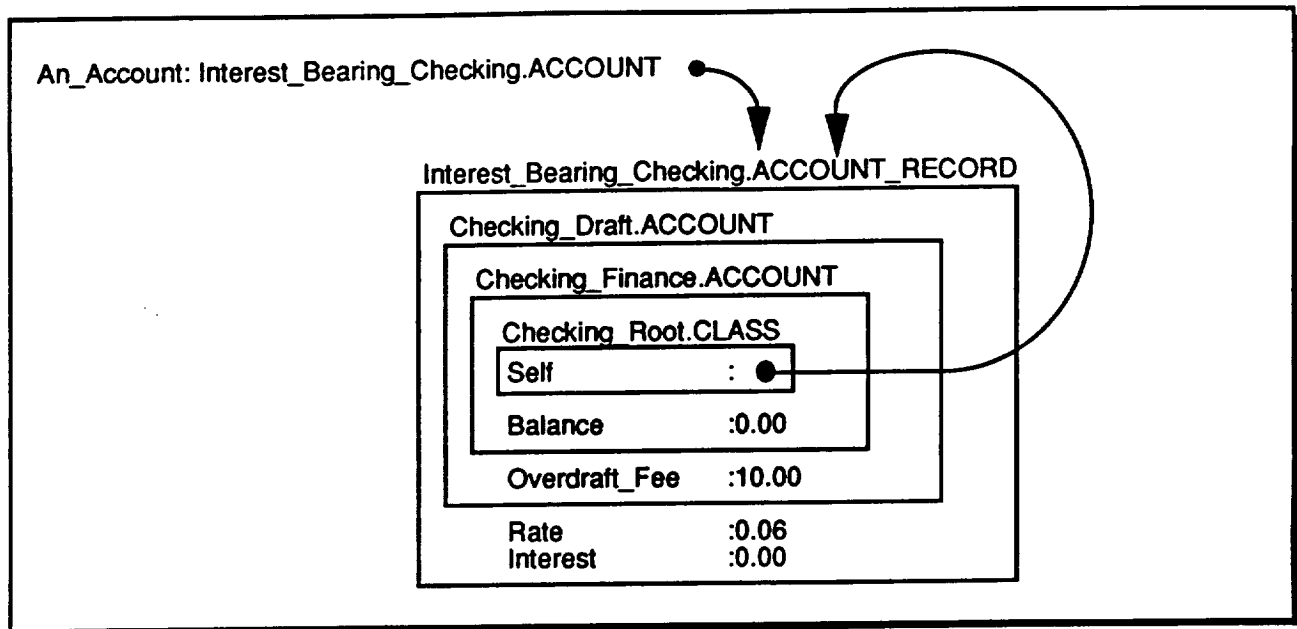 An_Account: Interest_Bearing_Checking.ACCOUNT
Interest_Bearing_Checking.ACCOUNT_RECORD
Checking_Draft.ACCOUNT
Checking_Finance.ACCOUNT
Checking_Root.CLASS
Self :
Balance :0.00
Overdraft_Fee :10.00
Rate :0.06
Interest :0.00